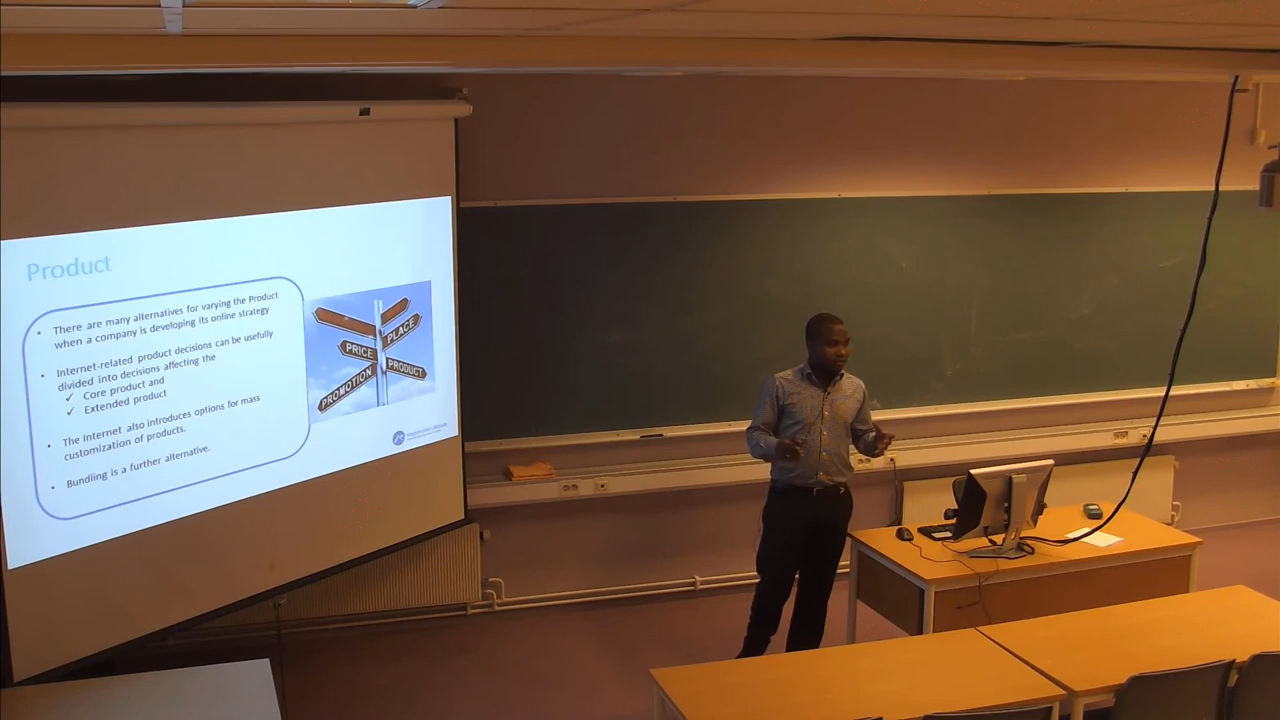 Product
• There are many alternatives for varying the Product
when a company is developing its online strategy
• Internet-related product decisions can be usefully
divided into decisions affecting the
✓ Core product and
✓ Extended product
• The Internet also introduces options for mass
customization of products.
• Bundling is a further alternative.
PLACE
PRICE
PRODUCT
PROMOTION